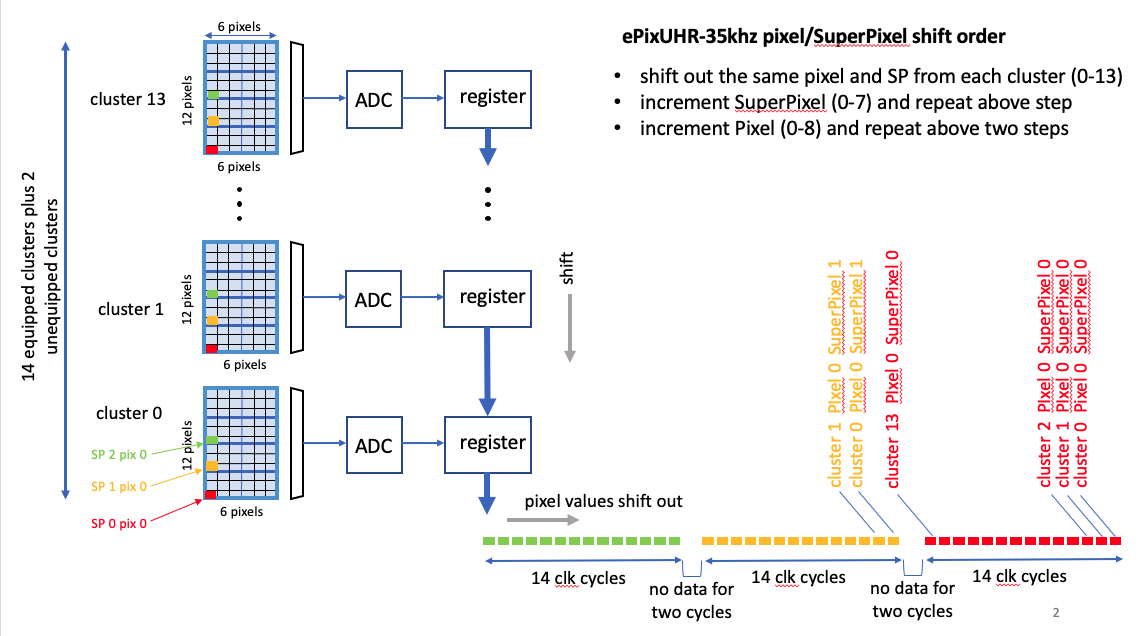 ePixUHR-35khz pixel/SuperPixel shift order
• shift out the same pixel and SP from each cluster (0-13)
• increment SuperPixel (0-7) and repeat above step
• increment Pixel (0-8) and repeat above two steps
14 equipped clusters plus 2
unequipped clusters
6 pixels
cluster 13
12 pixels
ADC
register
6 pixels
cluster 1
12 pixels
ADC
register
6 pixels
shift
cluster 0
12 pixels
ADC
register
SP 2 pix 0
SP 1 pix 0
SP 0 pix 0
6 pixels
pixel values shift out
cluster 1 PIxel 0 SuperPixel 1
cluster 0 PIxel 0 SuperPixel 1
cluster 13 PIxel 0 SuperPixel 0
cluster 2 PIxel 0 SuperPixel 0
cluster 1 PIxel 0 SuperPixel 0
cluster 0 Pixel 0 SuperPixel 0
14 clk cycles
no data for
two cycles
14 clk cycles
no data for
two cycles
14 clk cycles
2